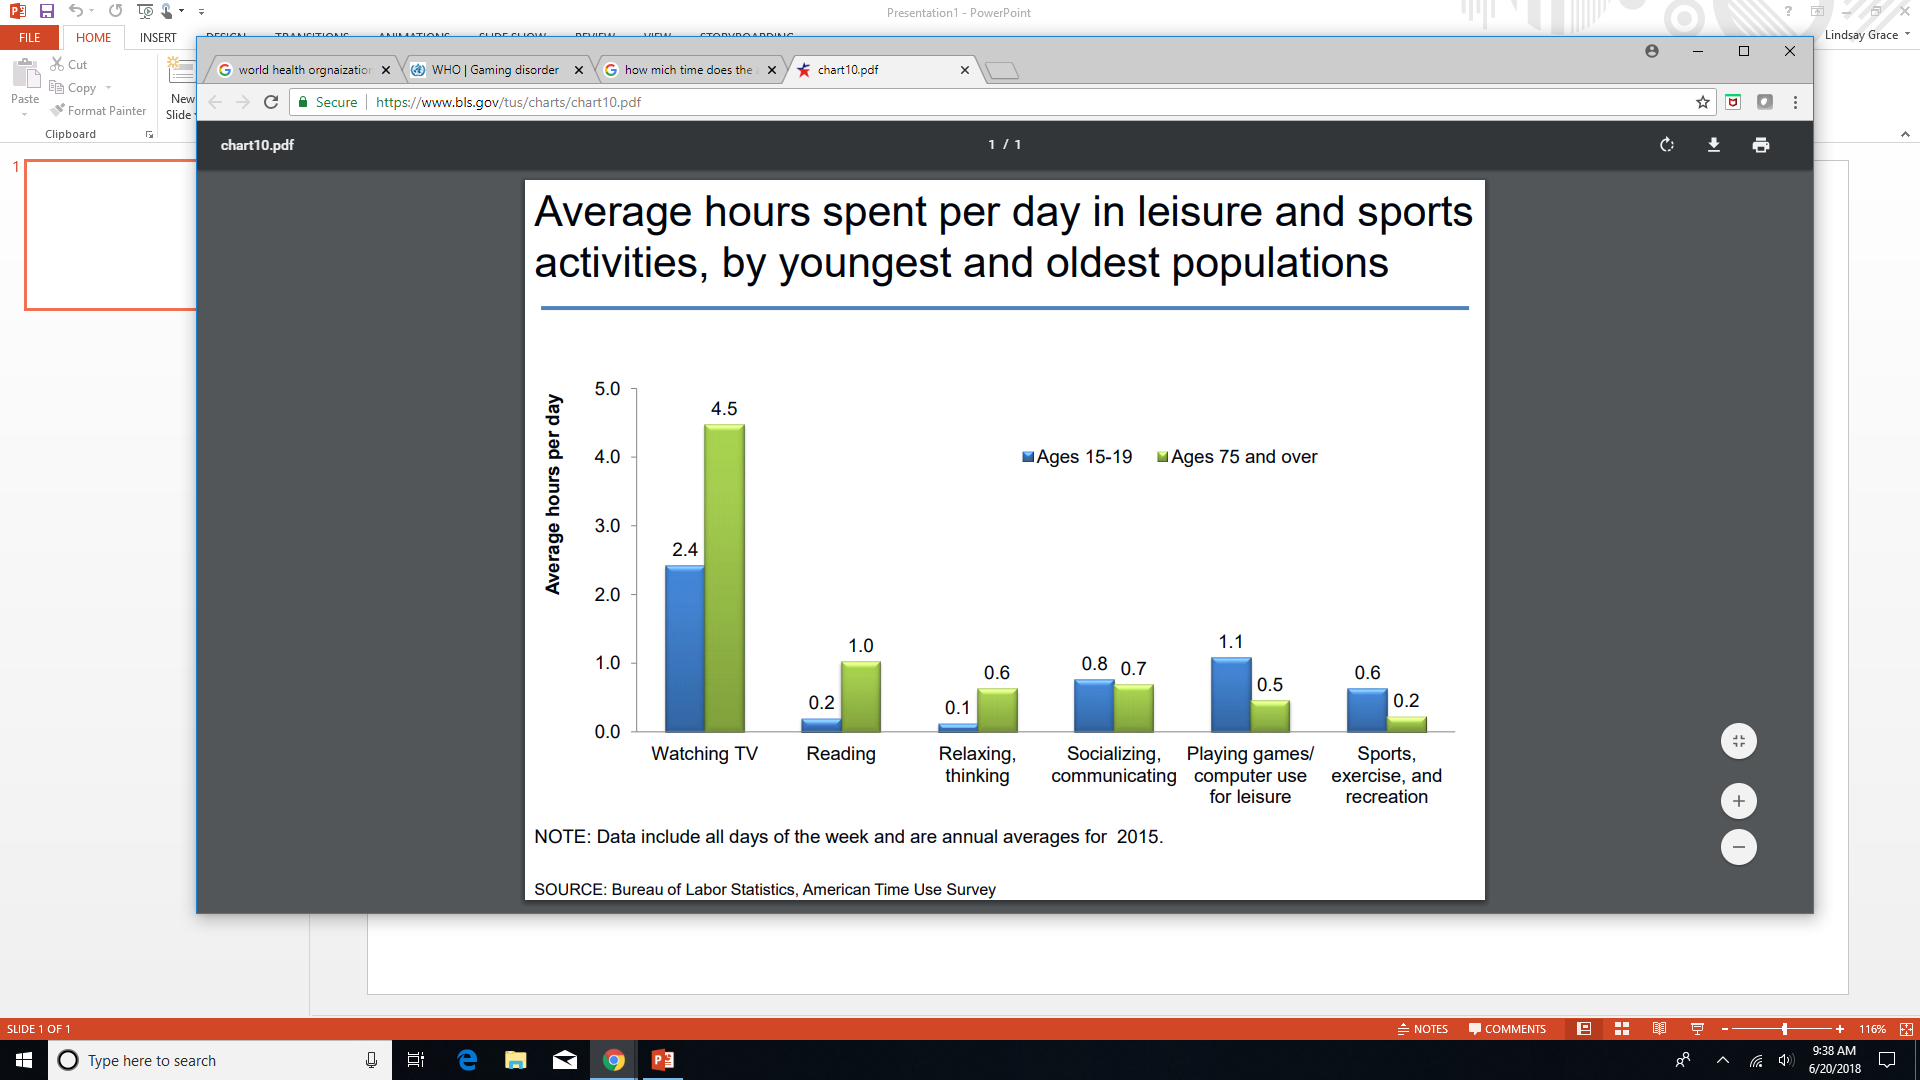 Presentation1 - PowerPoint
FILE
HOME
INSERT
DESIGN
TRANSITIONS
ANIMATIONS
SLIDE SHOW
REVIEW
VIEW
STORYBOARDING
Lindsay Grace
Paste
Cut
Copy
Format Painter
Clipboard
New
Slide
1
world health orgnaization
WHO | Gaming disorder
how mich time does the
chart10.pdf
Secure
https://www.bls.gov/tus/charts/chart10.pdf
chart10.pdf
1 / 1
Average hours spent per day in leisure and sports
activities, by youngest and oldest populations
Average hours per day
5.0
4.0
3.0
2.0
1.0
0.0
Ages 15-19
Ages 75 and over
2.4
4.5
0.2
1.0
0.1
0.6
0.8
0.7
1.1
0.5
0.6
0.2
Watching TV
Reading
Relaxing,
thinking
Socializing,
communicating
Playing games/
computer use
for leisure
Sports,
exercise, and
recreation
NOTE: Data include all days of the week and are annual averages for  2015.
SOURCE: Bureau of Labor Statistics, American Time Use Survey
SLIDE 1 OF 1
NOTES
COMMENTS
116%
Type here to search
9:38 AM
6/20/2018